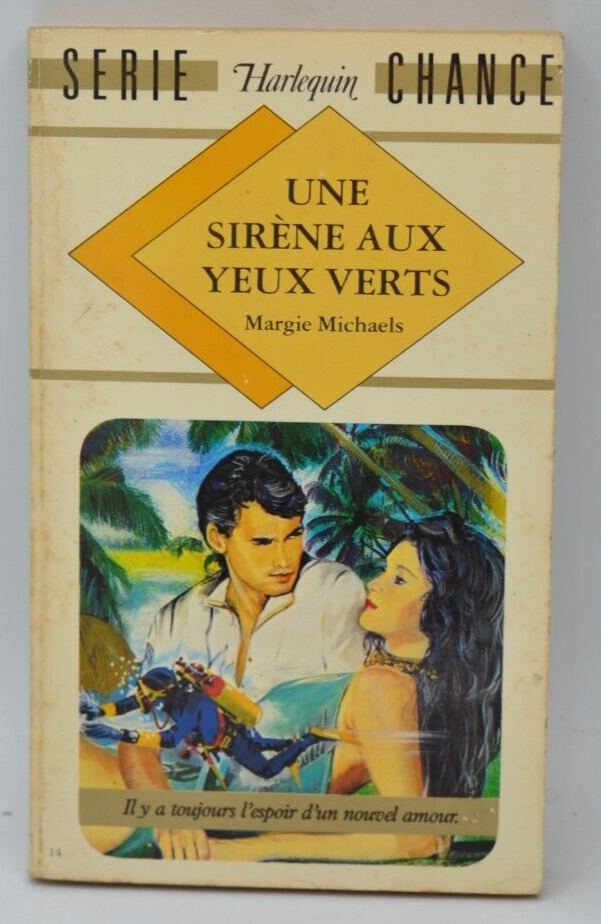 SERIE Harlequin CHANCE
UNE
SIRÈNE AUX
YEUX VERTS
Margie Michaels
Il y a toujours l'espoir d'un nouvel amour...
14